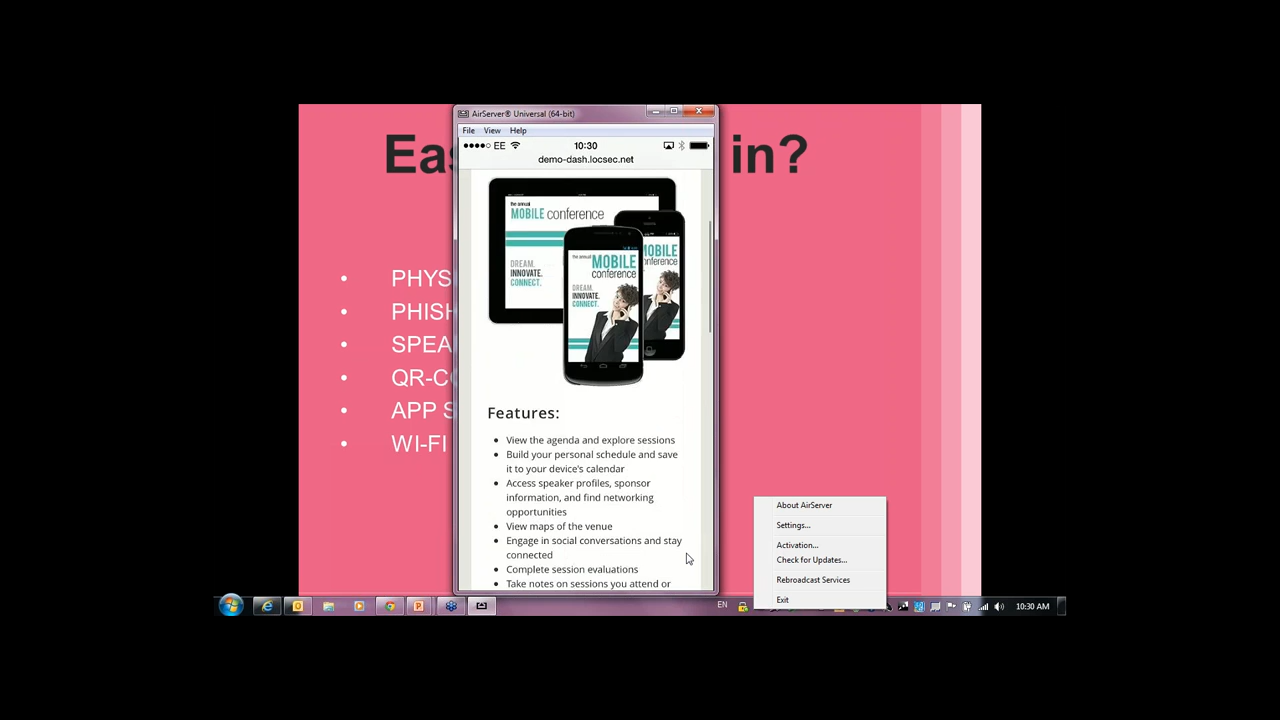 AirServer® Universal (64-bit)
File View Help
EE 10:30
demo-dash.locsec.net
Eas in?
the annual
MOBILE conference
DREAM.
INNOVATE.
CONNECT.
the annual
MOBILE
conference
DREAM.
INNOVATE.
CONNECT.
MOBILE
conference
PHYS
PHISH
SPEA
QR-CO
APP S
WI-FI
Features:
View the agenda and explore sessions
Build your personal schedule and save
it to your device's calendar
Access speaker profiles, sponsor
information, and find networking
opportunities
View maps of the venue
Engage in social conversations and stay
connected
Complete session evaluations
Take notes on sessions you attend or
About AirServer
Settings...
Activation...
Check for Updates...
Rebroadcast Services
Exit
EN
10:30 AM